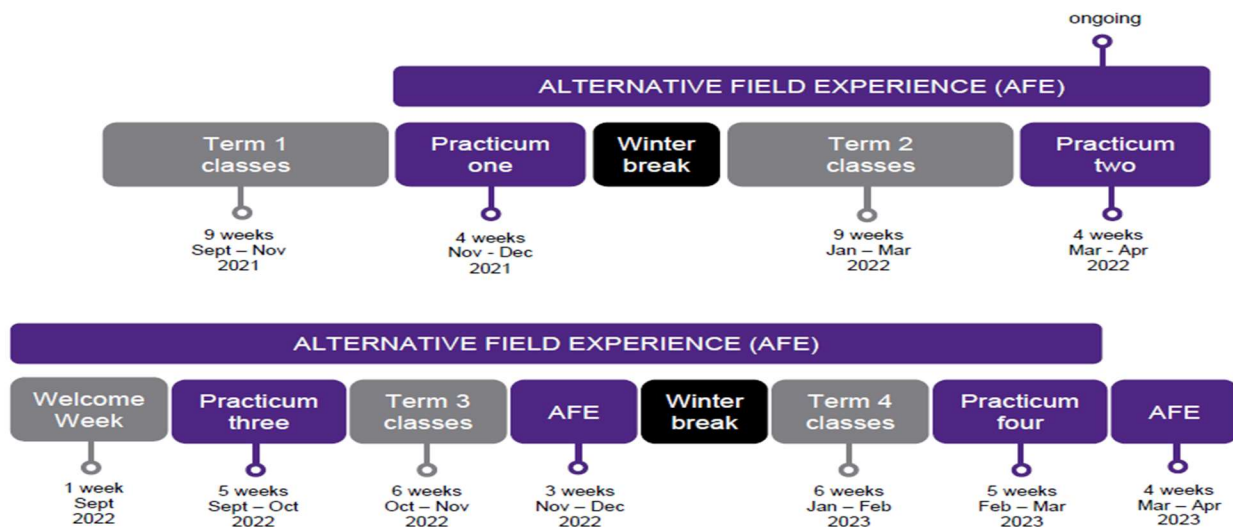 ongoing
ALTERNATIVE FIELD EXPERIENCE (AFE)
Term 1
classes
Practicum
one
Winter
break
Term 2
classes
Practicum
two
9 weeks
Sept – Nov
2021
4 weeks
Nov - Dec
2021
9 weeks
Jan – Mar
2022
4 weeks
Mar - Apr
2022
ALTERNATIVE FIELD EXPERIENCE (AFE)
Welcome
Week
Practicum
three
Term 3
classes
AFE
Winter
break
Term 4
classes
Practicum
four
AFE
1 week
Sept
2022
5 weeks
Sept – Oct
2022
6 weeks
Oct – Nov
2022
3 weeks
Nov – Dec
2022
6 weeks
Jan – Feb
2023
5 weeks
Feb – Mar
2023
4 weeks
Mar – Apr
2023